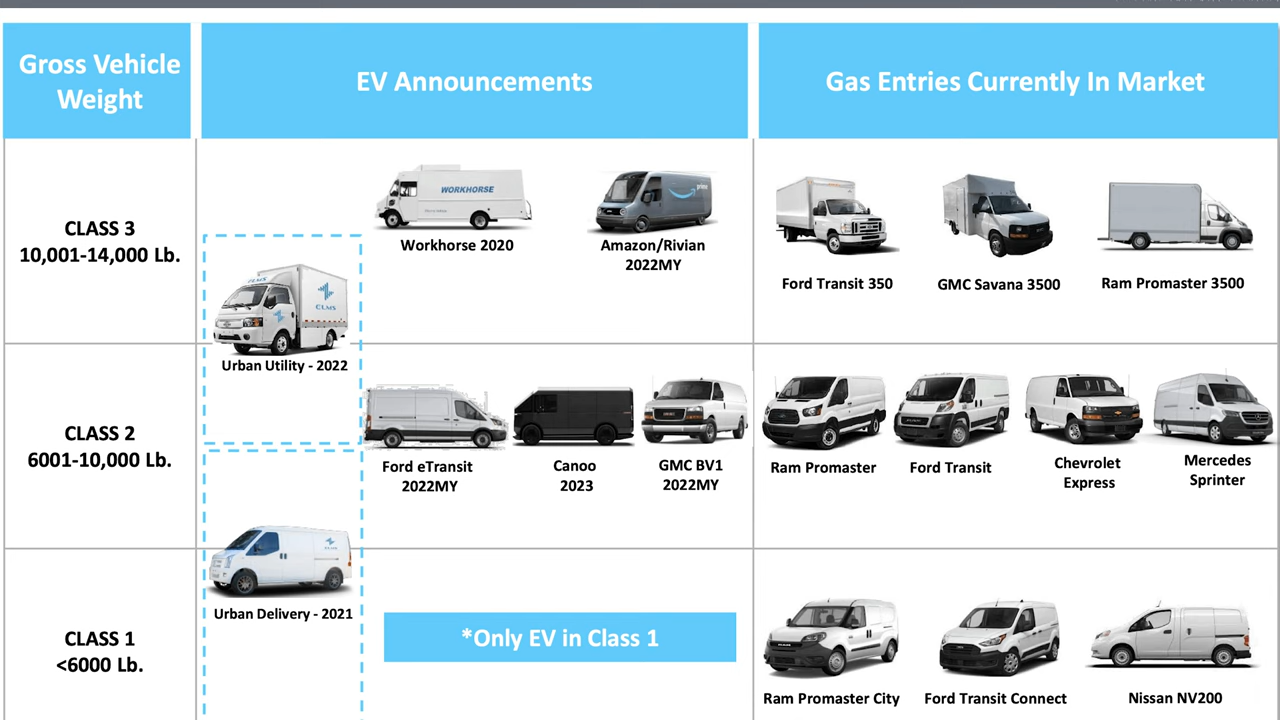 Gross Vehicle
Weight
EV Announcements
Gas Entries Currently In Market
CLASS 3
10,001-14,000 Lb.
WORKHORSE
Workhorse 2020
prime
Amazon/Rivian
2022MY
Ford Transit 350
GMC Savana 3500
Ram Promaster 3500
CLMS
CLMS
Urban Utility - 2022
CLASS 2
6001-10,000 Lb.
Ford eTransit
2022MY
Canoo
2023
GMC BV1
2022MY
Ram Promaster
Ford Transit
Chevrolet
Express
Mercedes
Sprinter
CLMS
Urban Delivery - 2021
CLASS 1
<6000 Lb.
*Only EV in Class 1
Ram Promaster City
Ford Transit Connect
Nissan NV200